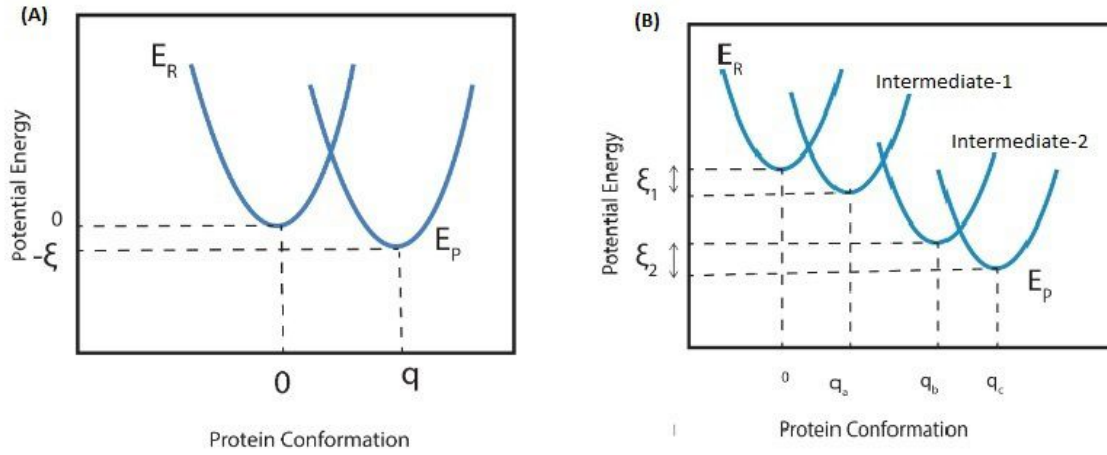 (A)
E_R
Potential Energy
0
-ξ
E_P
0
q
Protein Conformation
(B)
E_R
Intermediate-1
Intermediate-2
Potential Energy
ξ_1
ξ_2
E_P
0
q_a
q_b
q_c
Protein Conformation